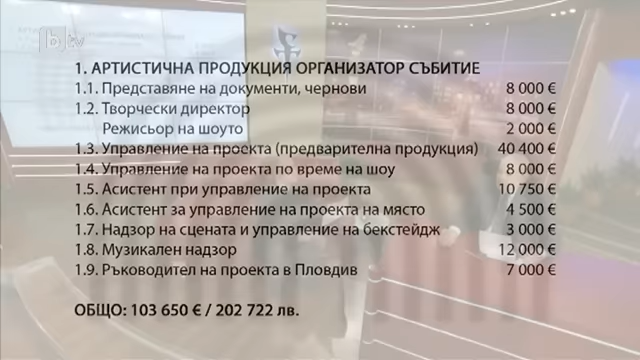 btv
1. АРТИСТИЧНА ПРОДУКЦИЯ ОРГАНИЗАТОР СЪБИТИЕ
1.1. Представяне на документи, чернови 8 000 €
1.2. Творчески директор 8 000 €
Режисьор на шоуто 2 000 €
1.3. Управление на проекта (предварителна продукция) 40 400 €
1.4. Управление на проекта по време на шоу 8 000 €
1.5. Асистент при управление на проекта 10 750 €
1.6. Асистент за управление на проекта на място 4 500 €
1.7. Надзор на сцената и управление на бекстейдж 3 000 €
1.8. Музикален надзор 12 000 €
1.9. Ръководител на проекта в Пловдив 7 000 €
ОБЩО: 103 650 € / 202 722 лв.